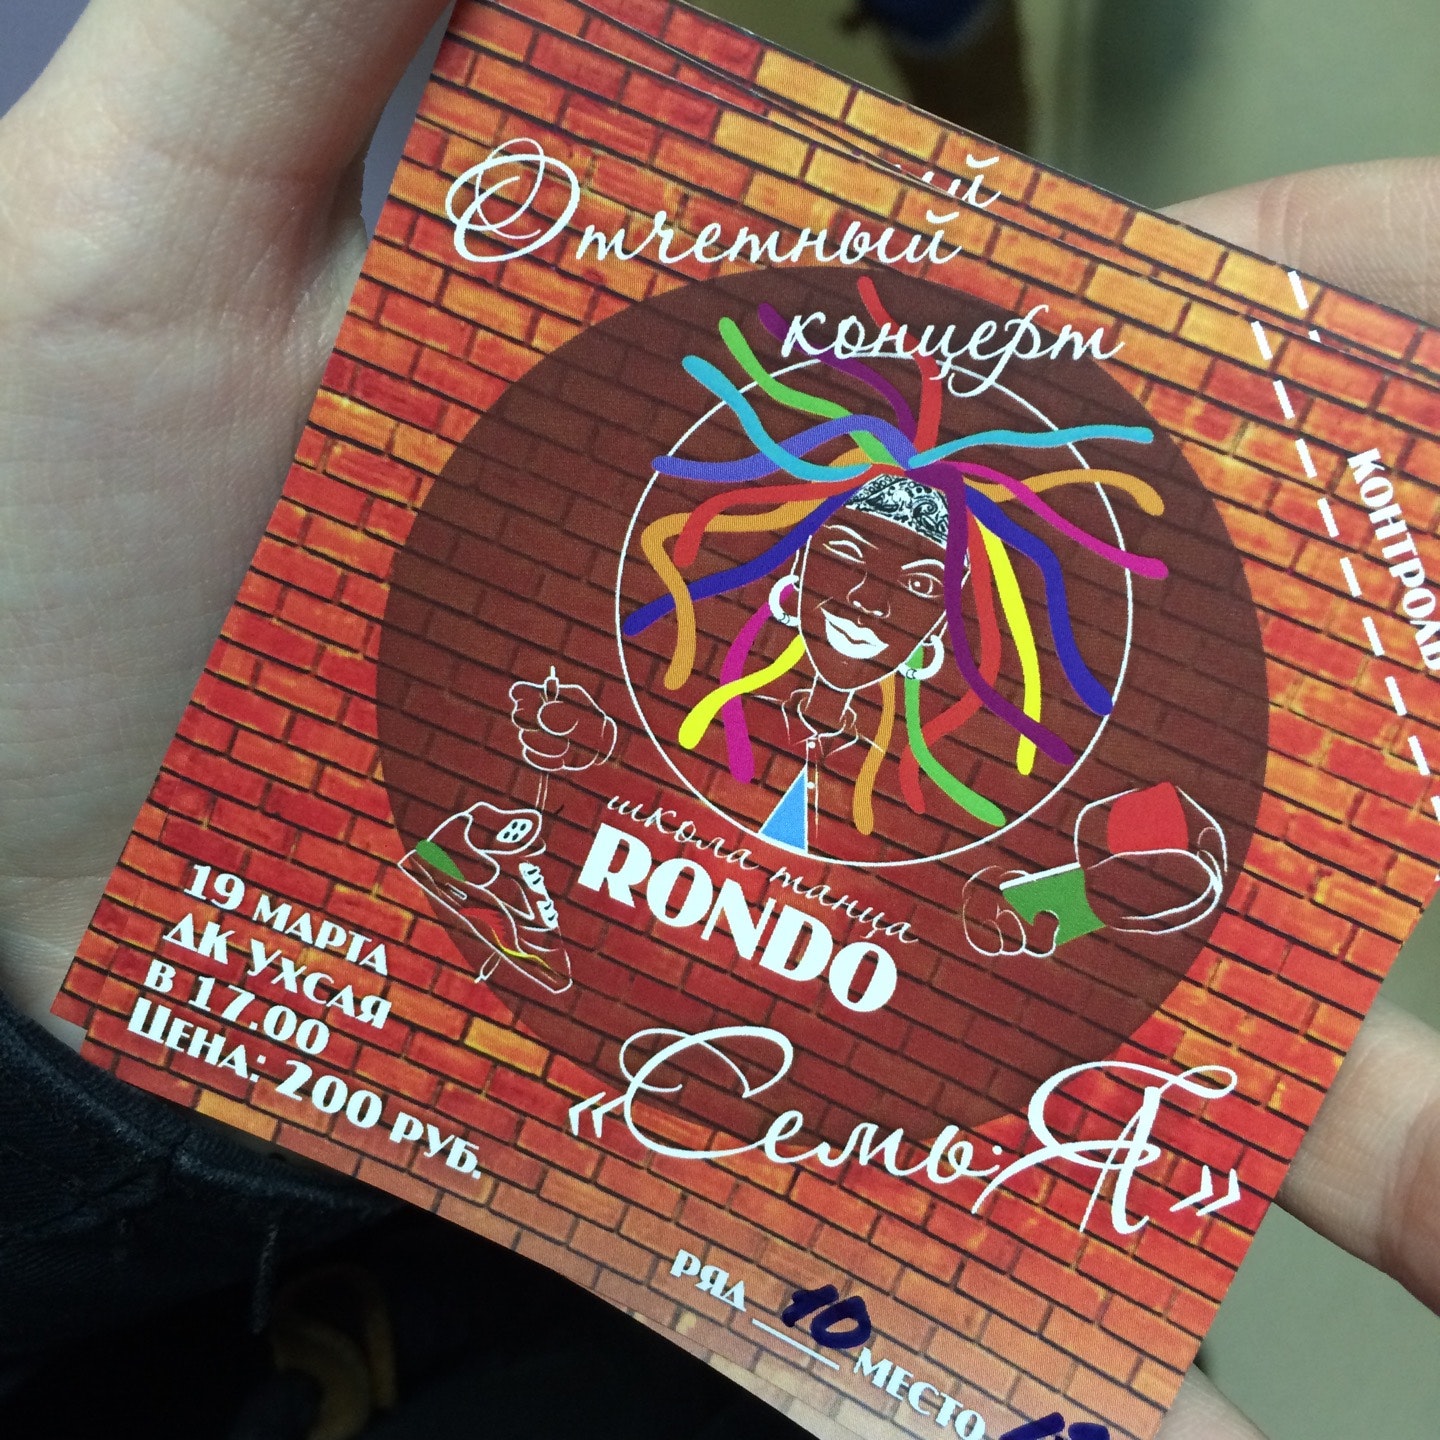 ый
Отчетный
концерт
КОНТРОЛЬ
школа танца
RONDO
19 МАРТА
ДК УХСАЯ
В 17.00
ЦЕНА: 200 РУБ.
«СемьЯ»
РЯД 10 МЕСТО